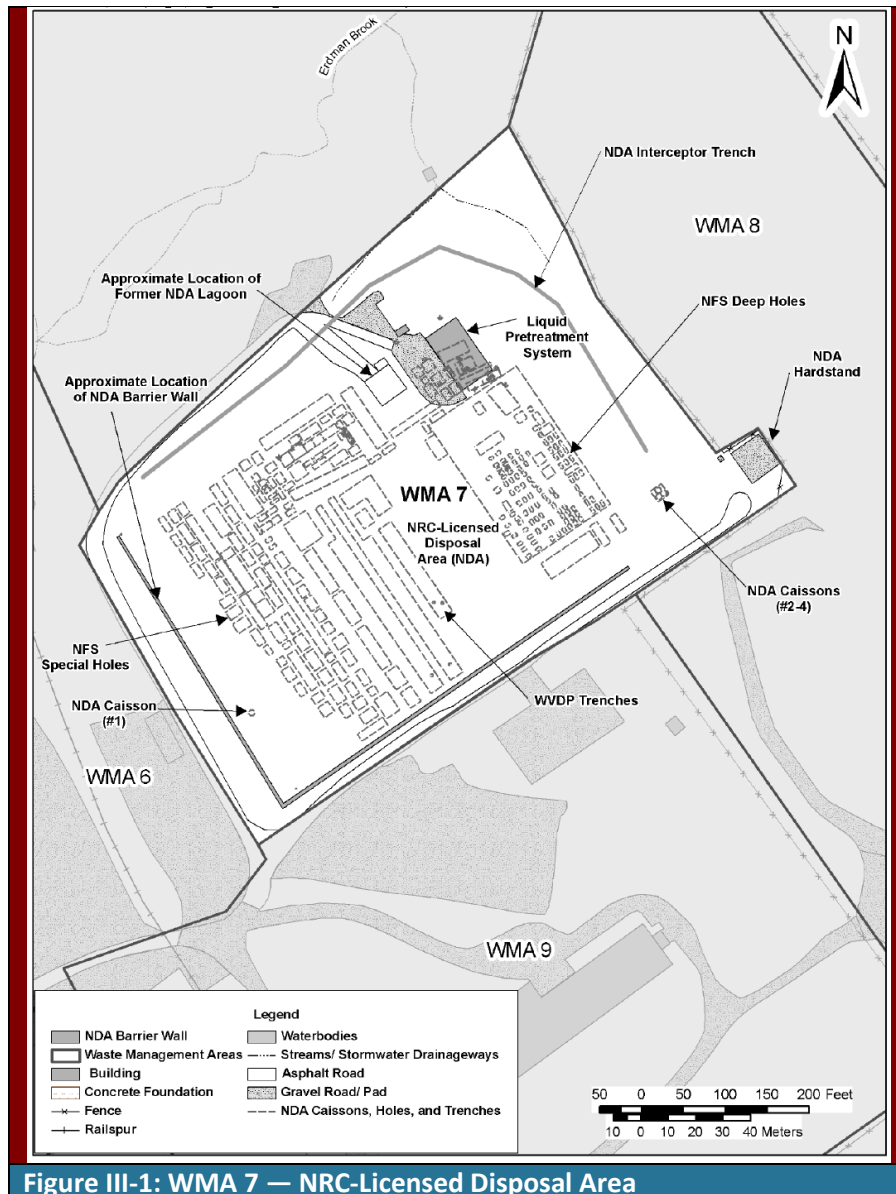 Erdman Brook
N
NDA Interceptor Trench
WMA 8
Approximate Location of
Former NDA Lagoon
NFS Deep Holes
Liquid
Pretreatment
System
NDA
Hardstand
Approximate Location
of NDA Barrier Wall
WMA 7
NRC-Licensed
Disposal
Area (NDA)
NDA Caissons
(#2-4)
NFS
Special Holes
WVDP Trenches
NDA Caisson
(#1)
WMA 6
WMA 9
Legend
NDA Barrier Wall
Waterbodies
Waste Management Areas
Streams/ Stormwater Drainageways
Building
Asphalt Road
Concrete Foundation
Gravel Road/ Pad
Fence
NDA Caissons, Holes, and Trenches
Railspur
50 0 50 100 150 200 Feet
10 0 10 20 30 40 Meters
Figure III-1: WMA 7 — NRC-Licensed Disposal Area